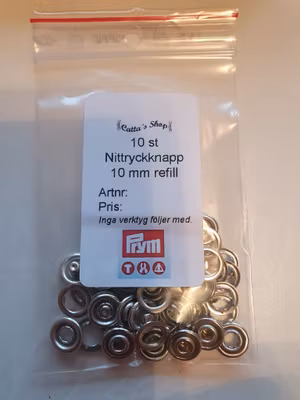 Catta's Shop
10 st
Nittryckknapp
10 mm refill
Artnr:
Pris:
Inga verktyg följer med.
Prym